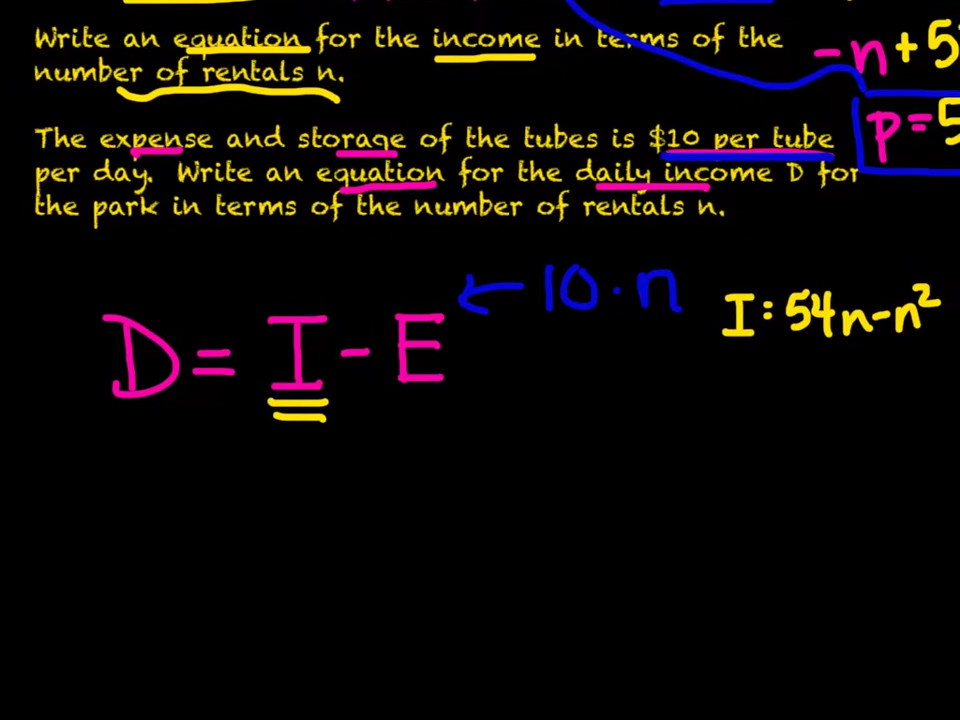 Write an equation for the income in terms of the
number of rentals n.
-n+5
p=5
The expense and storage of the tubes is $10 per tube
per day. Write an equation for the daily income D for
the park in terms of the number of rentals n.
D = I - E ← 10 · n
I: 54n-n²